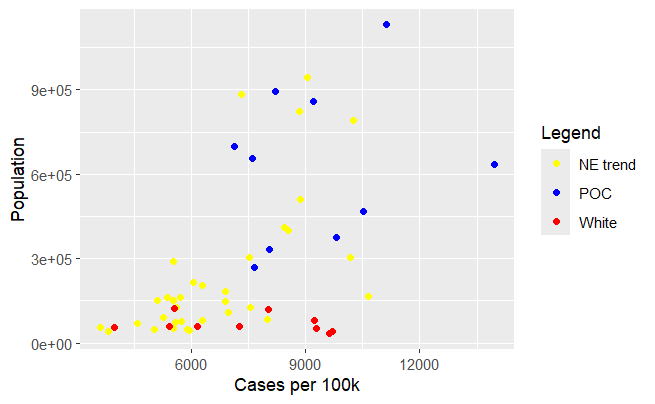 9e+05
6e+05
3e+05
0e+00
Population
6000 9000 12000
Cases per 100k
Legend
NE trend
POC
White